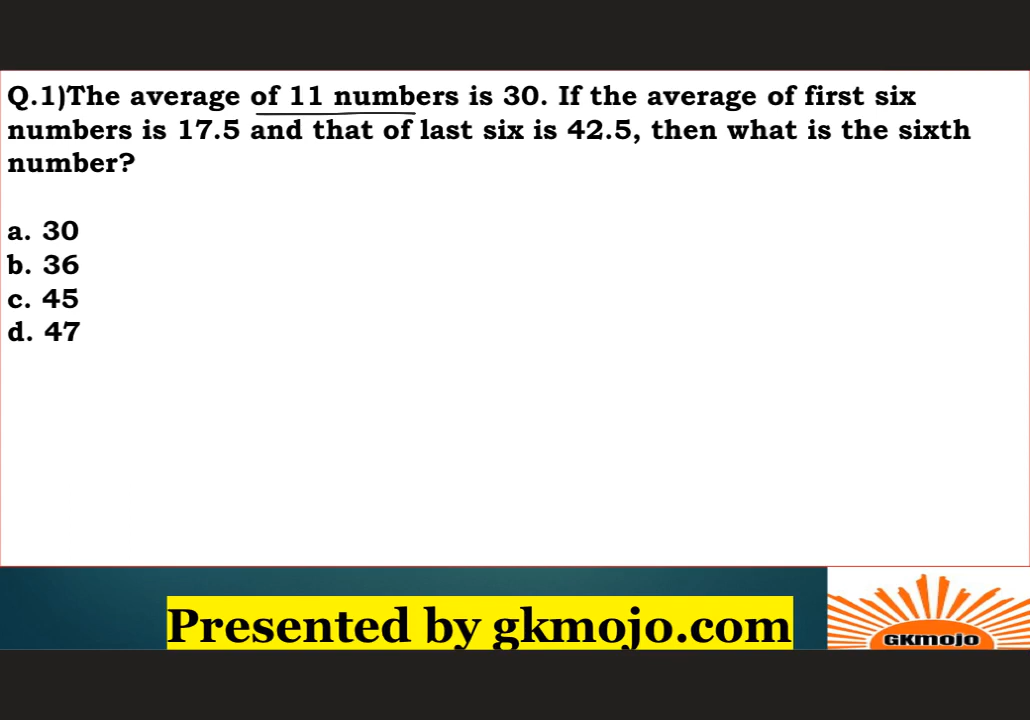 Q.1)The average of 11 numbers is 30. If the average of first six
numbers is 17.5 and that of last six is 42.5, then what is the sixth
number?
a. 30
b. 36
c. 45
d. 47
Presented by gkmojo.com
GKmojo